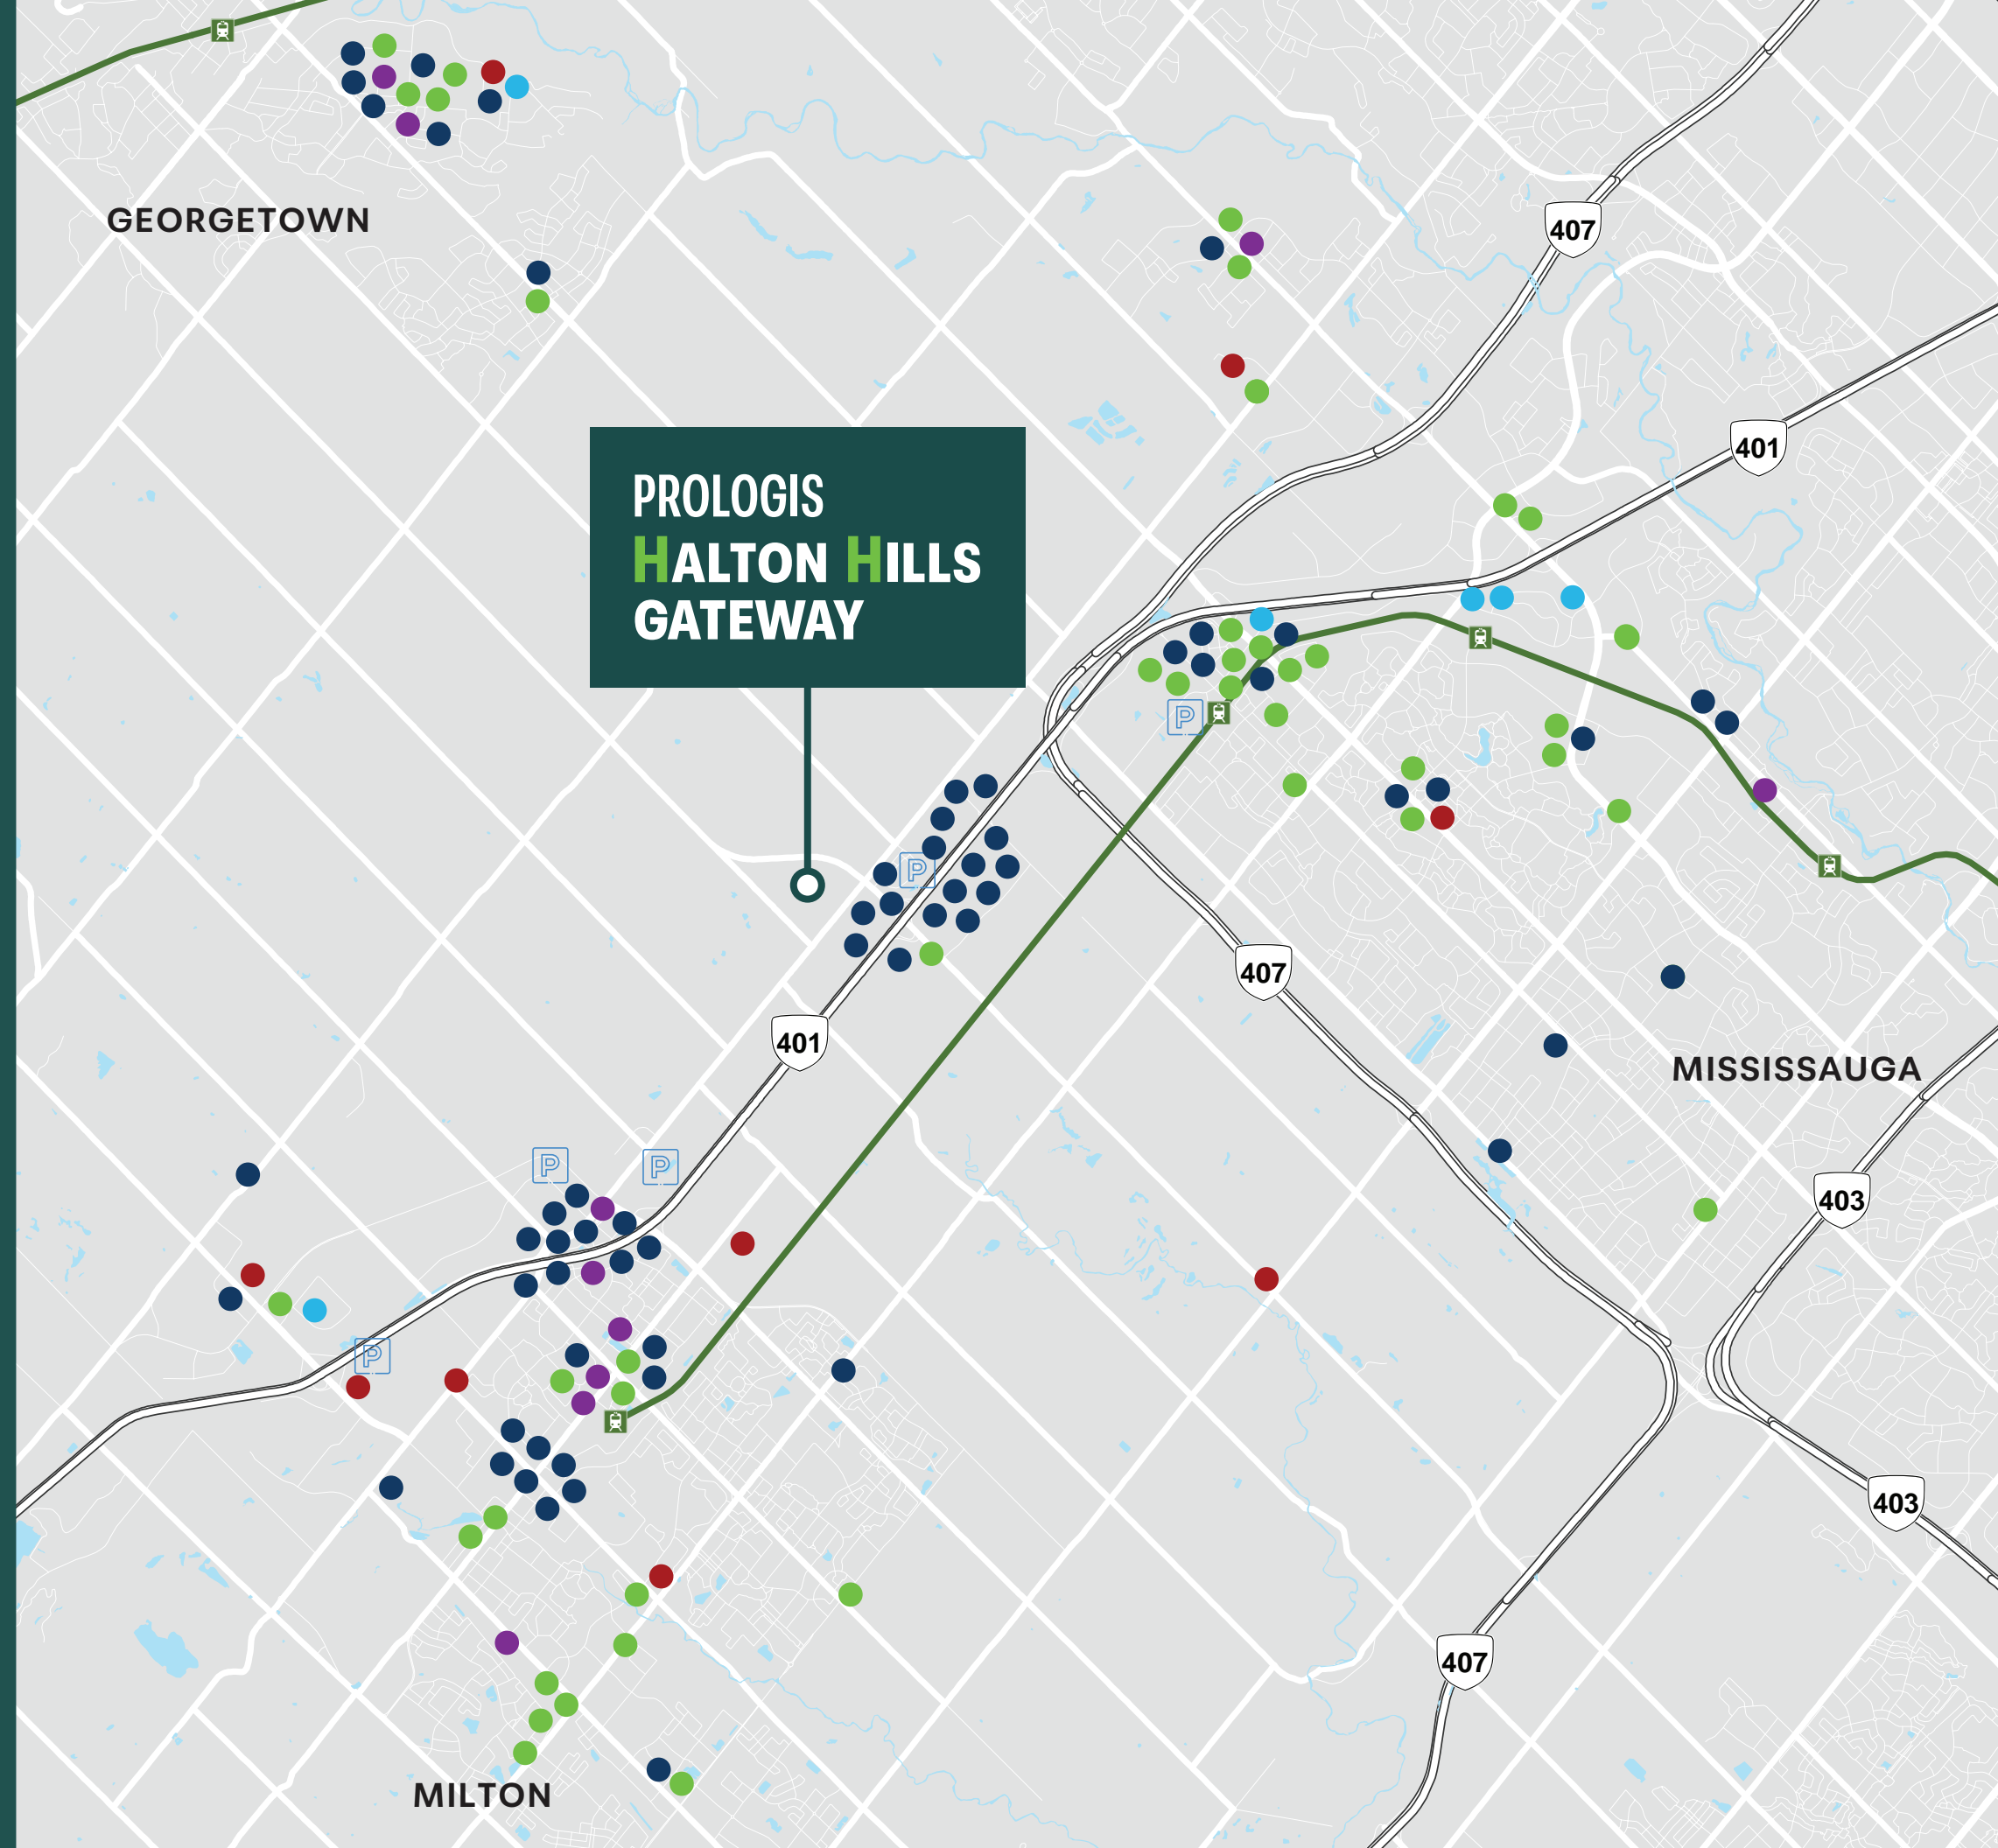 GEORGETOWN
407
401
PROLOGIS
HALTON HILLS
GATEWAY
P
P
407
401
MISSISSAUGA
P
P
403
P
403
407
MILTON